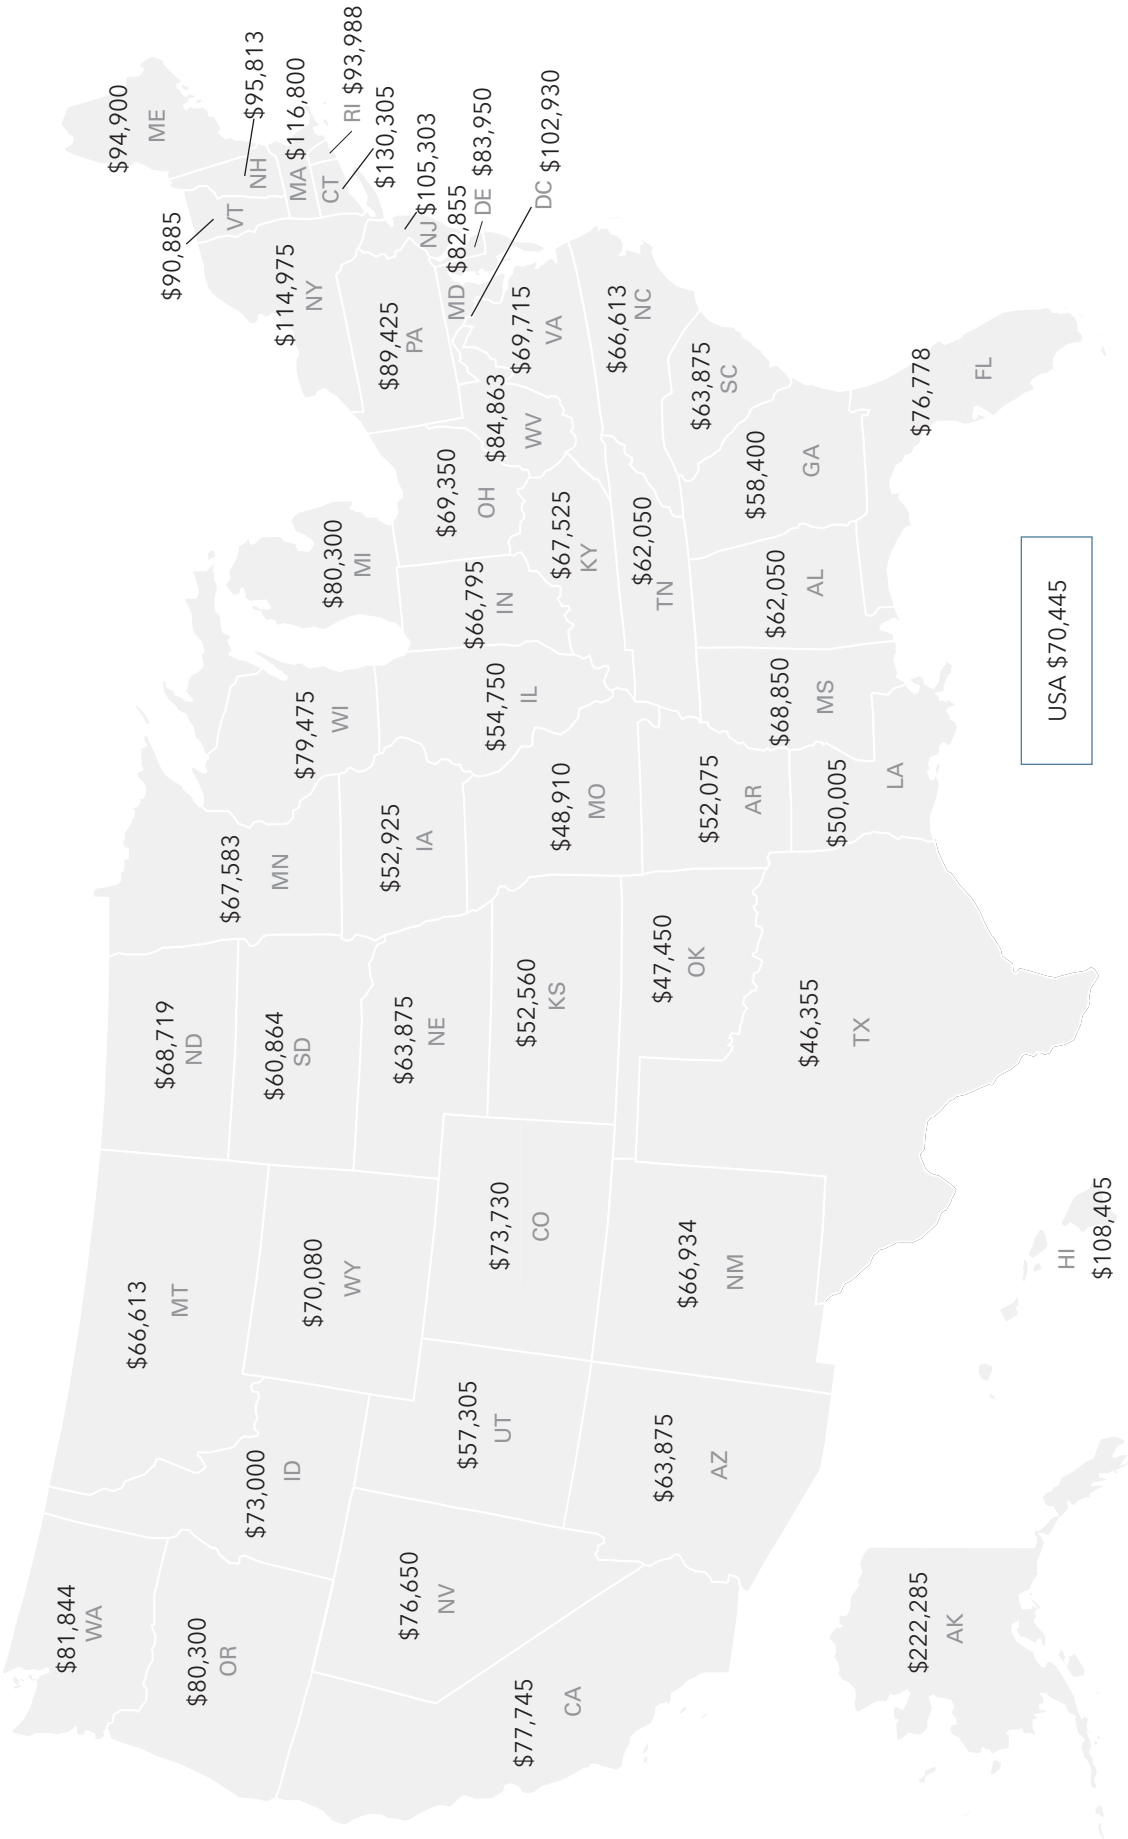 $81,844
WA
$80,300
OR
$77,745
CA
$76,650
NV
$73,000
ID
$66,613
MT
$70,080
WY
$57,305
UT
$63,875
AZ
$73,730
CO
$66,934
NM
$68,719
ND
$60,864
SD
$63,875
NE
$52,560
KS
$47,450
OK
$46,355
TX
$67,583
MN
$52,925
IA
$48,910
MO
$52,075
AR
$50,005
LA
$79,475
WI
$54,750
IL
$80,300
MI
$66,795
IN
$69,350
OH
$67,525
KY
$62,050
TN
$68,850
MS
$62,050
AL
$58,400
GA
$76,778
FL
$63,875
SC
$66,613
NC
$69,715
VA
$84,863
WV
$89,425
PA
$114,975
NY
$90,885
VT
$94,900
ME
NH
$95,813
MA $116,800
RI $93,988
CT
$130,305
NJ $105,303
MD $82,855
DE $83,950
DC $102,930
$222,285
AK
HI
$108,405
USA $70,445